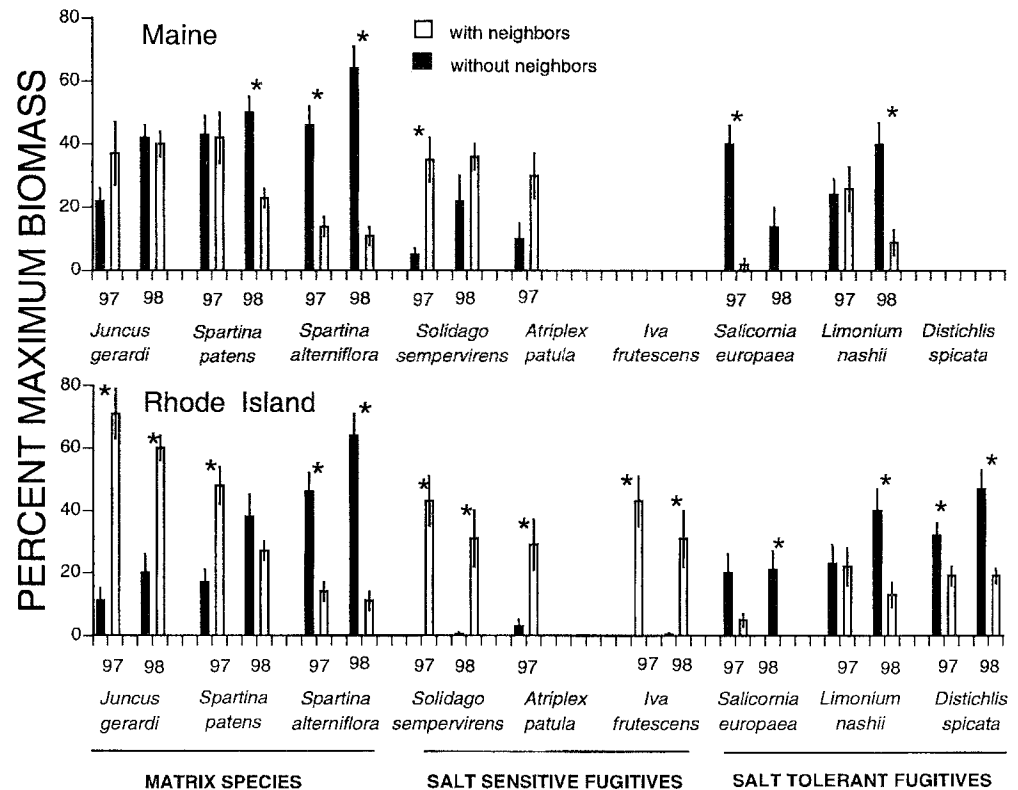 PERCENT MAXIMUM BIOMASS
Maine
with neighbors
without neighbors
80
60
40
20
0
* * * * * *
97 98 97 98 97 98 97 98 97 97 98 97 98
Juncus Spartina Spartina Solidago Atriplex Iva Salicornia Limonium Distichlis
gerardi patens alterniflora sempervirens patula frutescens europaea nashii spicata
Rhode Island
80
60
40
20
0
* * * * * * * * * * * * * *
97 98 97 98 97 98 97 98 97 97 98 97 98 97 98 97 98
Juncus Spartina Spartina Solidago Atriplex Iva Salicornia Limonium Distichlis
gerardi patens alterniflora sempervirens patula frutescens europaea nashii spicata
MATRIX SPECIES SALT SENSITIVE FUGITIVES SALT TOLERANT FUGITIVES